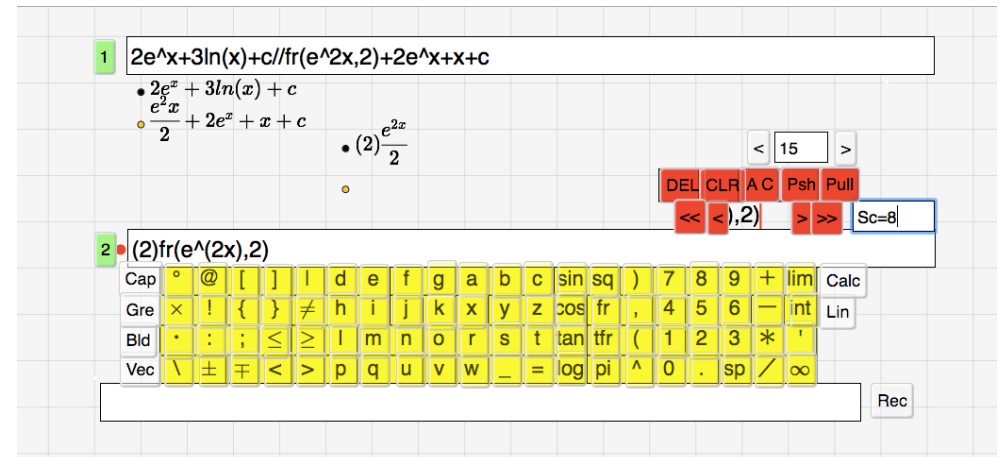 1 2e^x+3ln(x)+c//fr(e^2x,2)+2e^x+x+c
• 2e^x + 3ln(x) + c
e^2x/2 + 2e^x + x + c
• (2)e^{2x}/2
< 15 >
DEL CLR A C Psh Pull
<< < ),2) > >> Sc=8
2 (2)fr(e^(2x),2)
Cap ° @ [ ] | d e f g a b c sin sq ) 7 8 9 + lim Calc
Gre × ! { } ≠ h i j k x y z cos fr , 4 5 6 − int Lin
Bld · : ; ≤ ≥ l m n o r s t tan tfr ( 1 2 3 * '
Vec \ ± ∓ < > p q u v w _ = log pi ^ 0 . sp / ∞
Rec